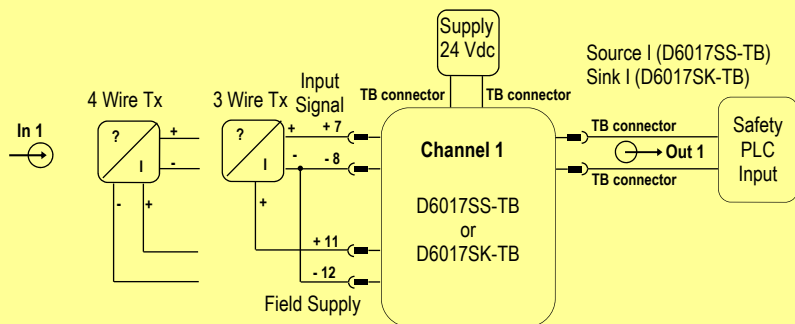 Supply
24 Vdc
Source I (D6017SS-TB)
Sink I (D6017SK-TB)
TB connector
TB connector
4 Wire Tx
3 Wire Tx
Input
Signal
In 1
?
I
+
-
-
+
?
I
+
-
+
+ 7
- 8
+ 11
- 12
Field Supply
Channel 1
D6017SS-TB
or
D6017SK-TB
TB connector
Out 1
TB connector
Safety
PLC
Input